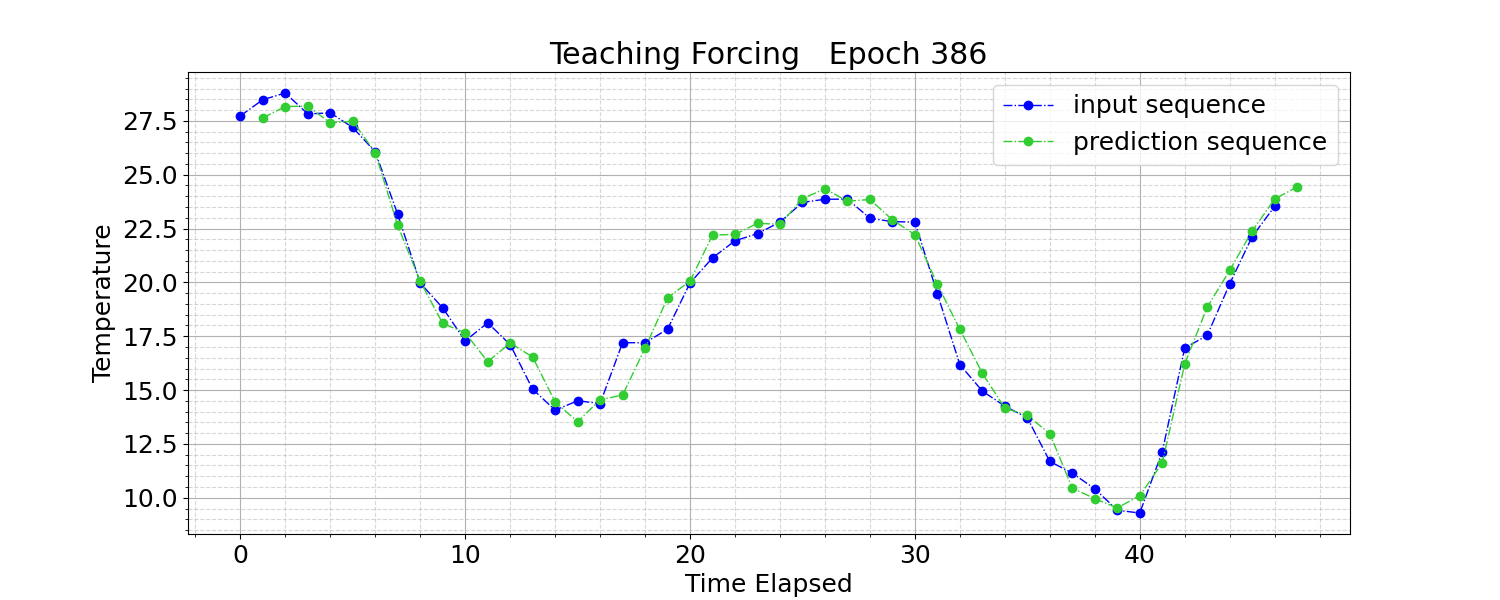 Teaching Forcing   Epoch 386
input sequence
prediction sequence
27.5
25.0
22.5
20.0
17.5
15.0
12.5
10.0
Temperature
0 10 20 30 40
Time Elapsed